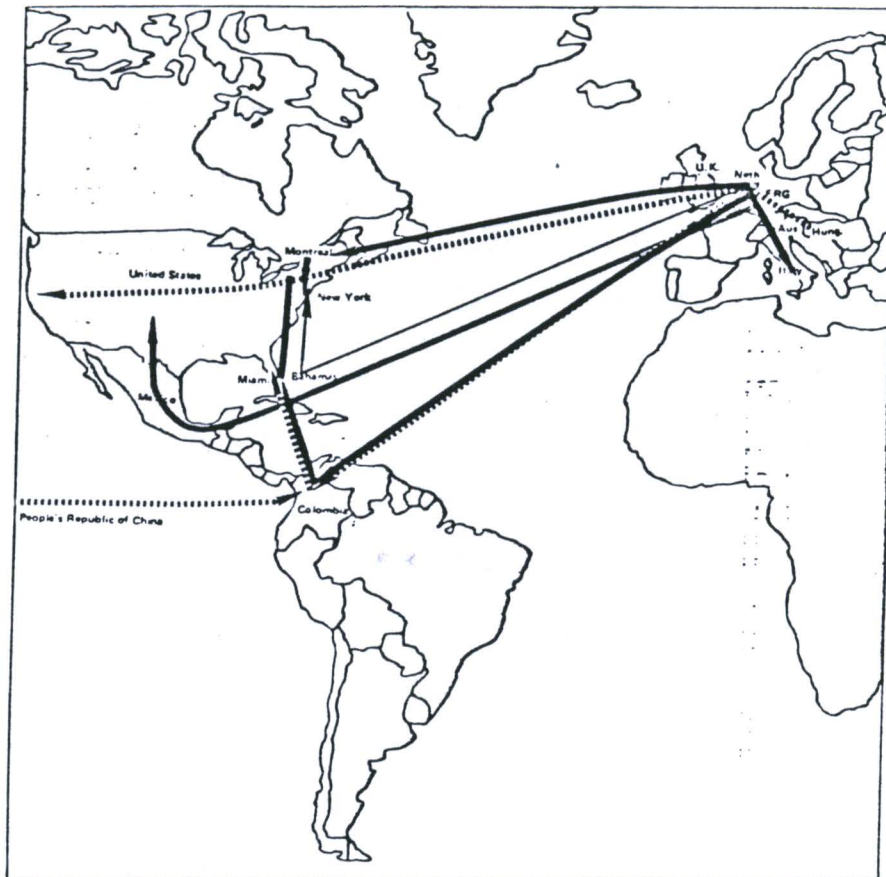 U.K.
Neth
FRG
Aus
Hung.
Italy
Montreal
United States
New York
Miami
Bahamas
Mexico
Colombia
People's Republic of China